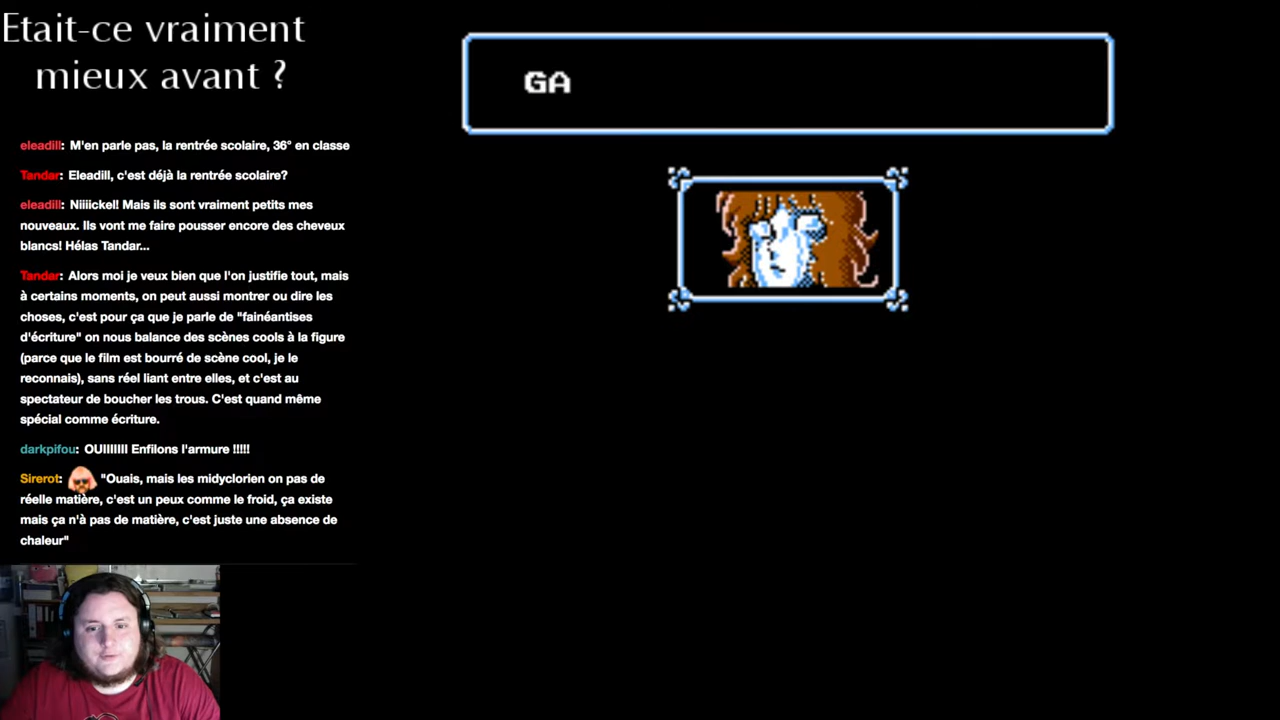 Etait-ce vraiment
mieux avant ?
eleadill: M'en parle pas, la rentrée scolaire, 36° en classe
Tandar: Eleadill, c'est déjà la rentrée scolaire?
eleadill: Niiiickel! Mais ils sont vraiment petits mes
nouveaux. Ils vont me faire pousser encore des cheveux
blancs! Hélas Tandar...
Tandar: Alors moi je veux bien que l'on justifie tout, mais
à certains moments, on peut aussi montrer ou dire les
choses, c'est pour ça que je parle de "fainéantises
d'écriture" on nous balance des scènes cools à la figure
(parce que le film est bourré de scène cool, je le
reconnais), sans réel liant entre elles, et c'est au
spectateur de boucher les trous. C'est quand même
spécial comme écriture.
darkpifou: OUIIIIIII Enfilons l'armure !!!!!
Sirerot: "Ouais, mais les midyclorien on pas de
réelle matière, c'est un peux comme le froid, ça existe
mais ça n'à pas de matière, c'est juste une absence de
chaleur"
GA